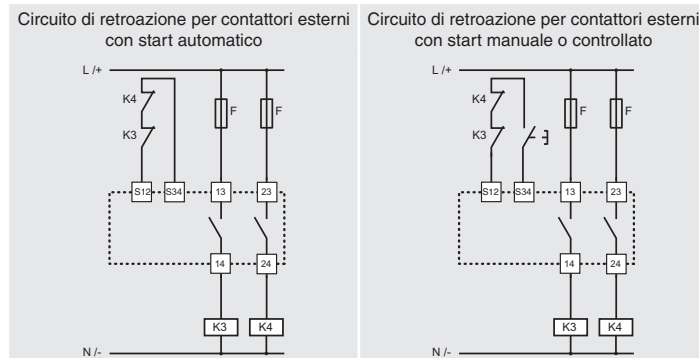 Circuito di retroazione per contattori esterni
con start automatico
L /+
K4
K3
F
F
S12
S34
13
23
14
24
K3
K4
N /-
Circuito di retroazione per contattori esterni
con start manuale o controllato
L /+
K4
K3
F
F
S12
S34
13
23
14
24
K3
K4
N /-